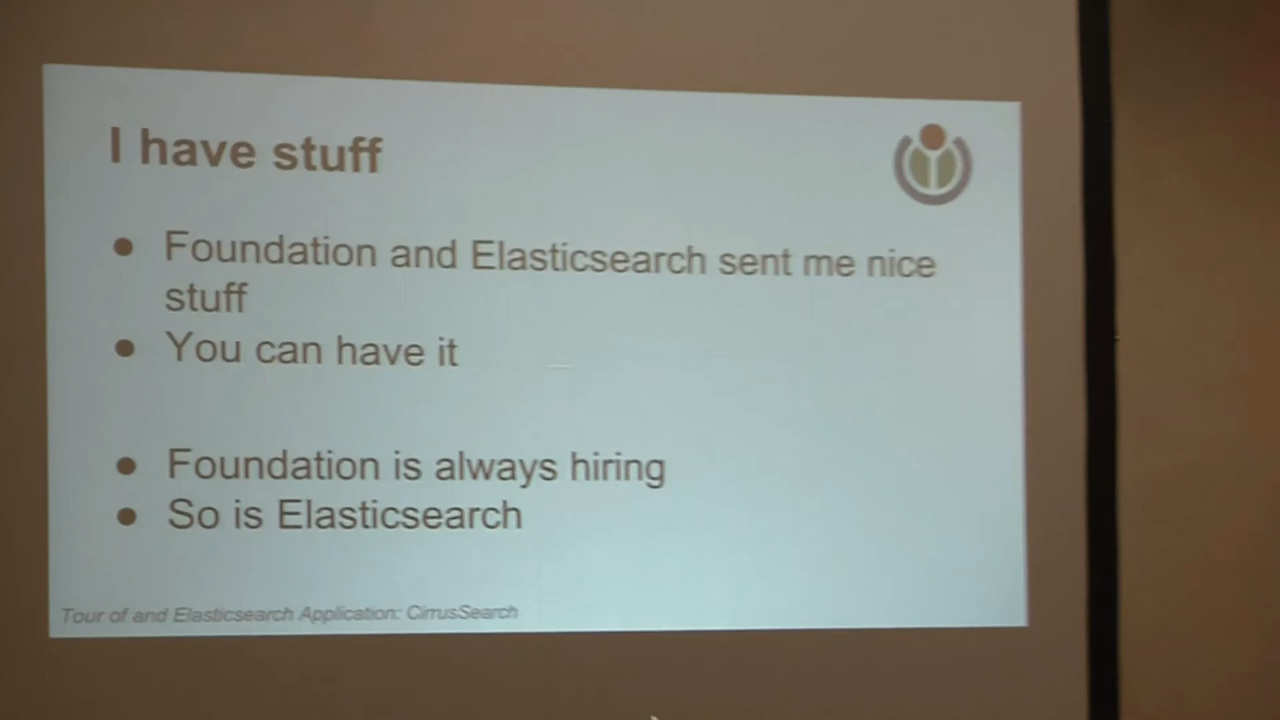 I have stuff
● Foundation and Elasticsearch sent me nice
stuff
● You can have it
● Foundation is always hiring
● So is Elasticsearch
Tour of and Elasticsearch Application: CirrusSearch